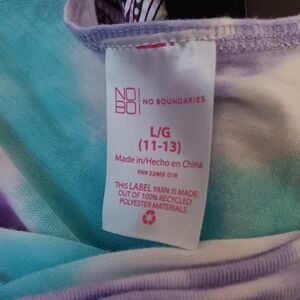 NO!
BO! NO BOUNDARIES
L/G
(11-13)
Made in/Hecho en China
RN# 52469 01R
THIS LABEL YARN IS MADE
OUT OF 100% RECYCLED
POLYESTER MATERIALS